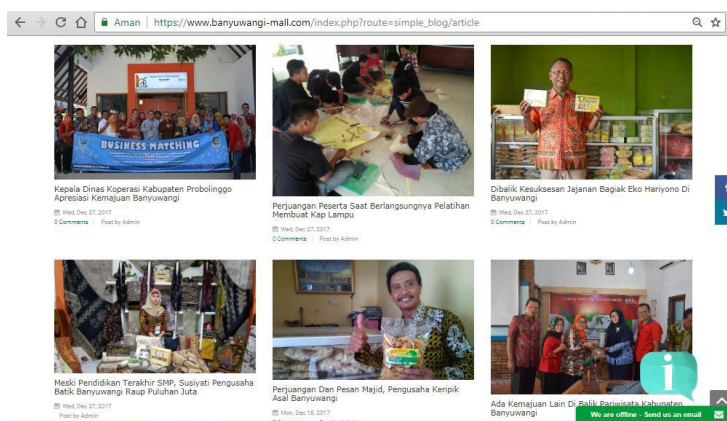 Aman
https://www.banyuwangi-mall.com/index.php?route=simple_blog/article
BUSINESS MATCHING
Kepala Dinas Koperasi Kabupaten Probolinggo
Apresiasi Kemajuan Banyuwangi
Wed, Dec 27, 2017
0 Comments Post by Admin
Perjuangan Peserta Saat Berlangsungnya Pelatihan
Membuat Kap Lampu
Wed, Dec 27, 2017
0 Comments Post by Admin
Dibalik Kesuksesan Jajanan Bagiak Eko Hariyono Di
Banyuwangi
Wed, Dec 27, 2017
0 Comments Post by Admin
Meski Pendidikan Terakhir SMP, Susiyati Pengusaha
Batik Banyuwangi Raup Puluhan Juta
Wed, Dec 27, 2017
Post by Admin
Perjuangan Dan Pesan Majid, Pengusaha Keripik
Asal Banyuwangi
Mon, Dec 18, 2017
Ada Kemajuan Lain Di Balik Pariwisata Kabupaten
Banyuwangi
We are offline - Send us an email